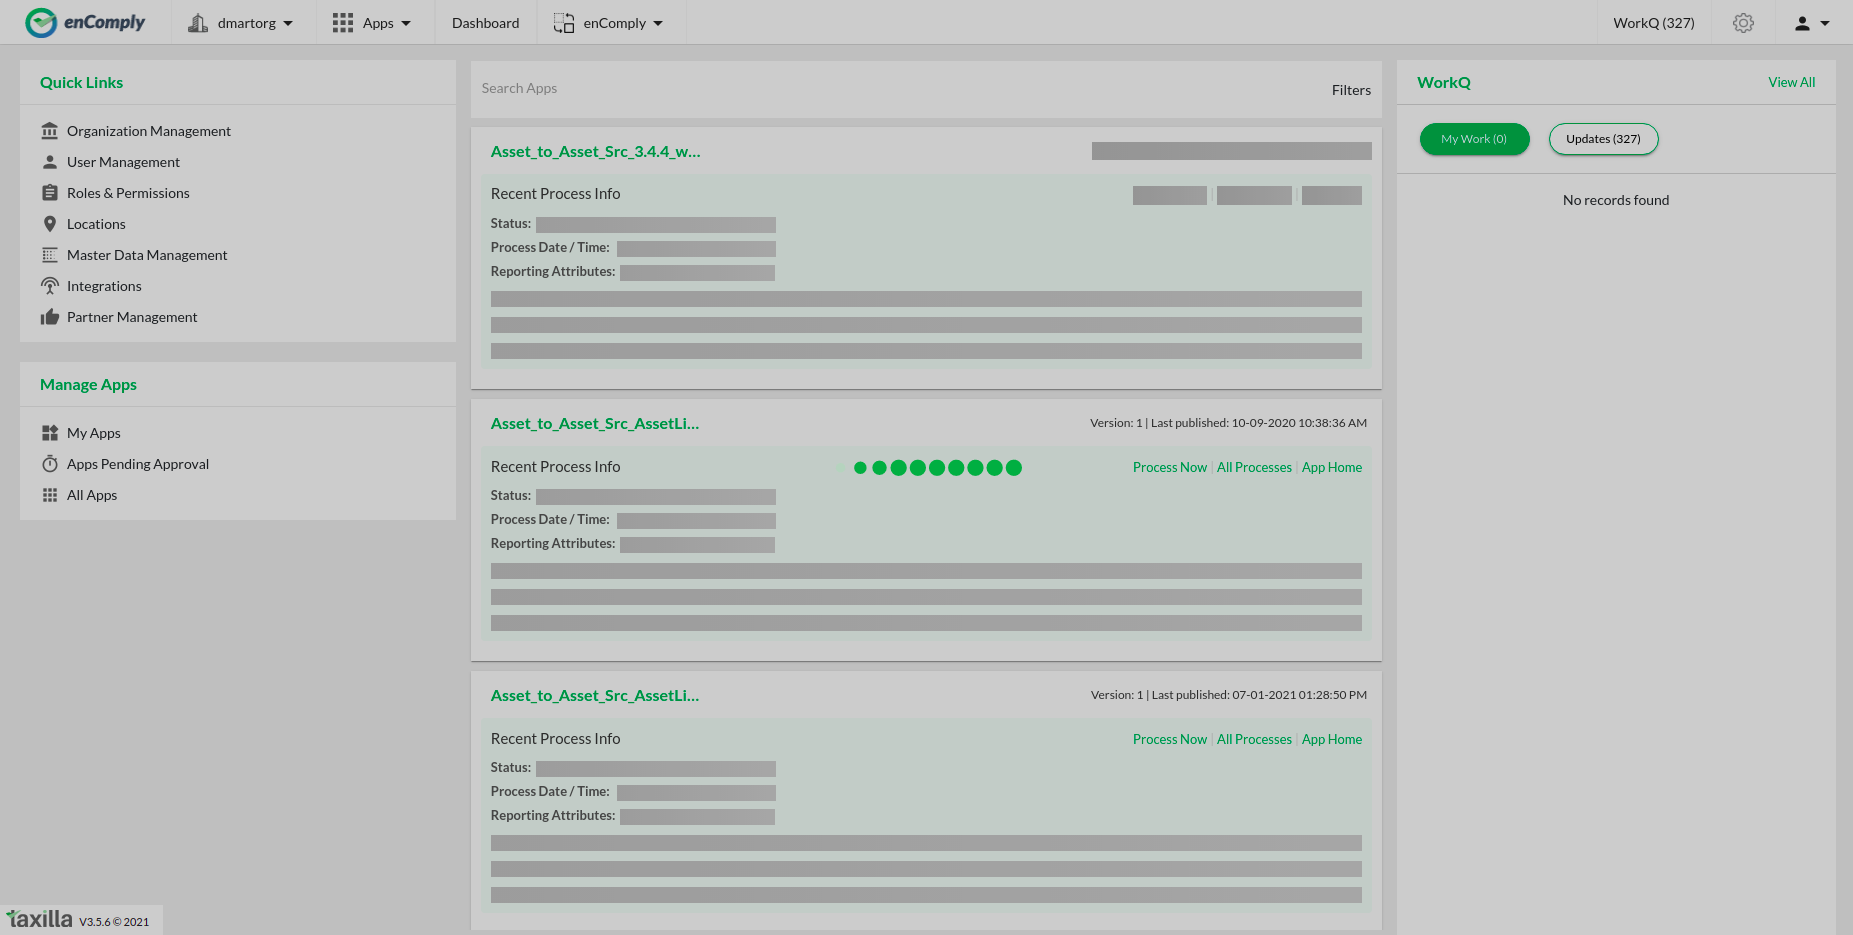 enComply
dmartorg
Apps
Dashboard
enComply
WorkQ (327)
Quick Links
Organization Management
User Management
Roles & Permissions
Locations
Master Data Management
Integrations
Partner Management
Manage Apps
My Apps
Apps Pending Approval
All Apps
Search Apps
Filters
Asset_to_Asset_Src_3.4.4_w...
Recent Process Info
Status:
Process Date / Time:
Reporting Attributes:
Asset_to_Asset_Src_AssetLi...
Version: 1 | Last published: 10-09-2020 10:38:36 AM
Recent Process Info
Process Now | All Processes | App Home
Status:
Process Date / Time:
Reporting Attributes:
Asset_to_Asset_Src_AssetLi...
Version: 1 | Last published: 07-01-2021 01:28:50 PM
Recent Process Info
Process Now | All Processes | App Home
Status:
Process Date / Time:
Reporting Attributes:
WorkQ
View All
My Work (0)
Updates (327)
No records found
taxilla V3.5.6 © 2021